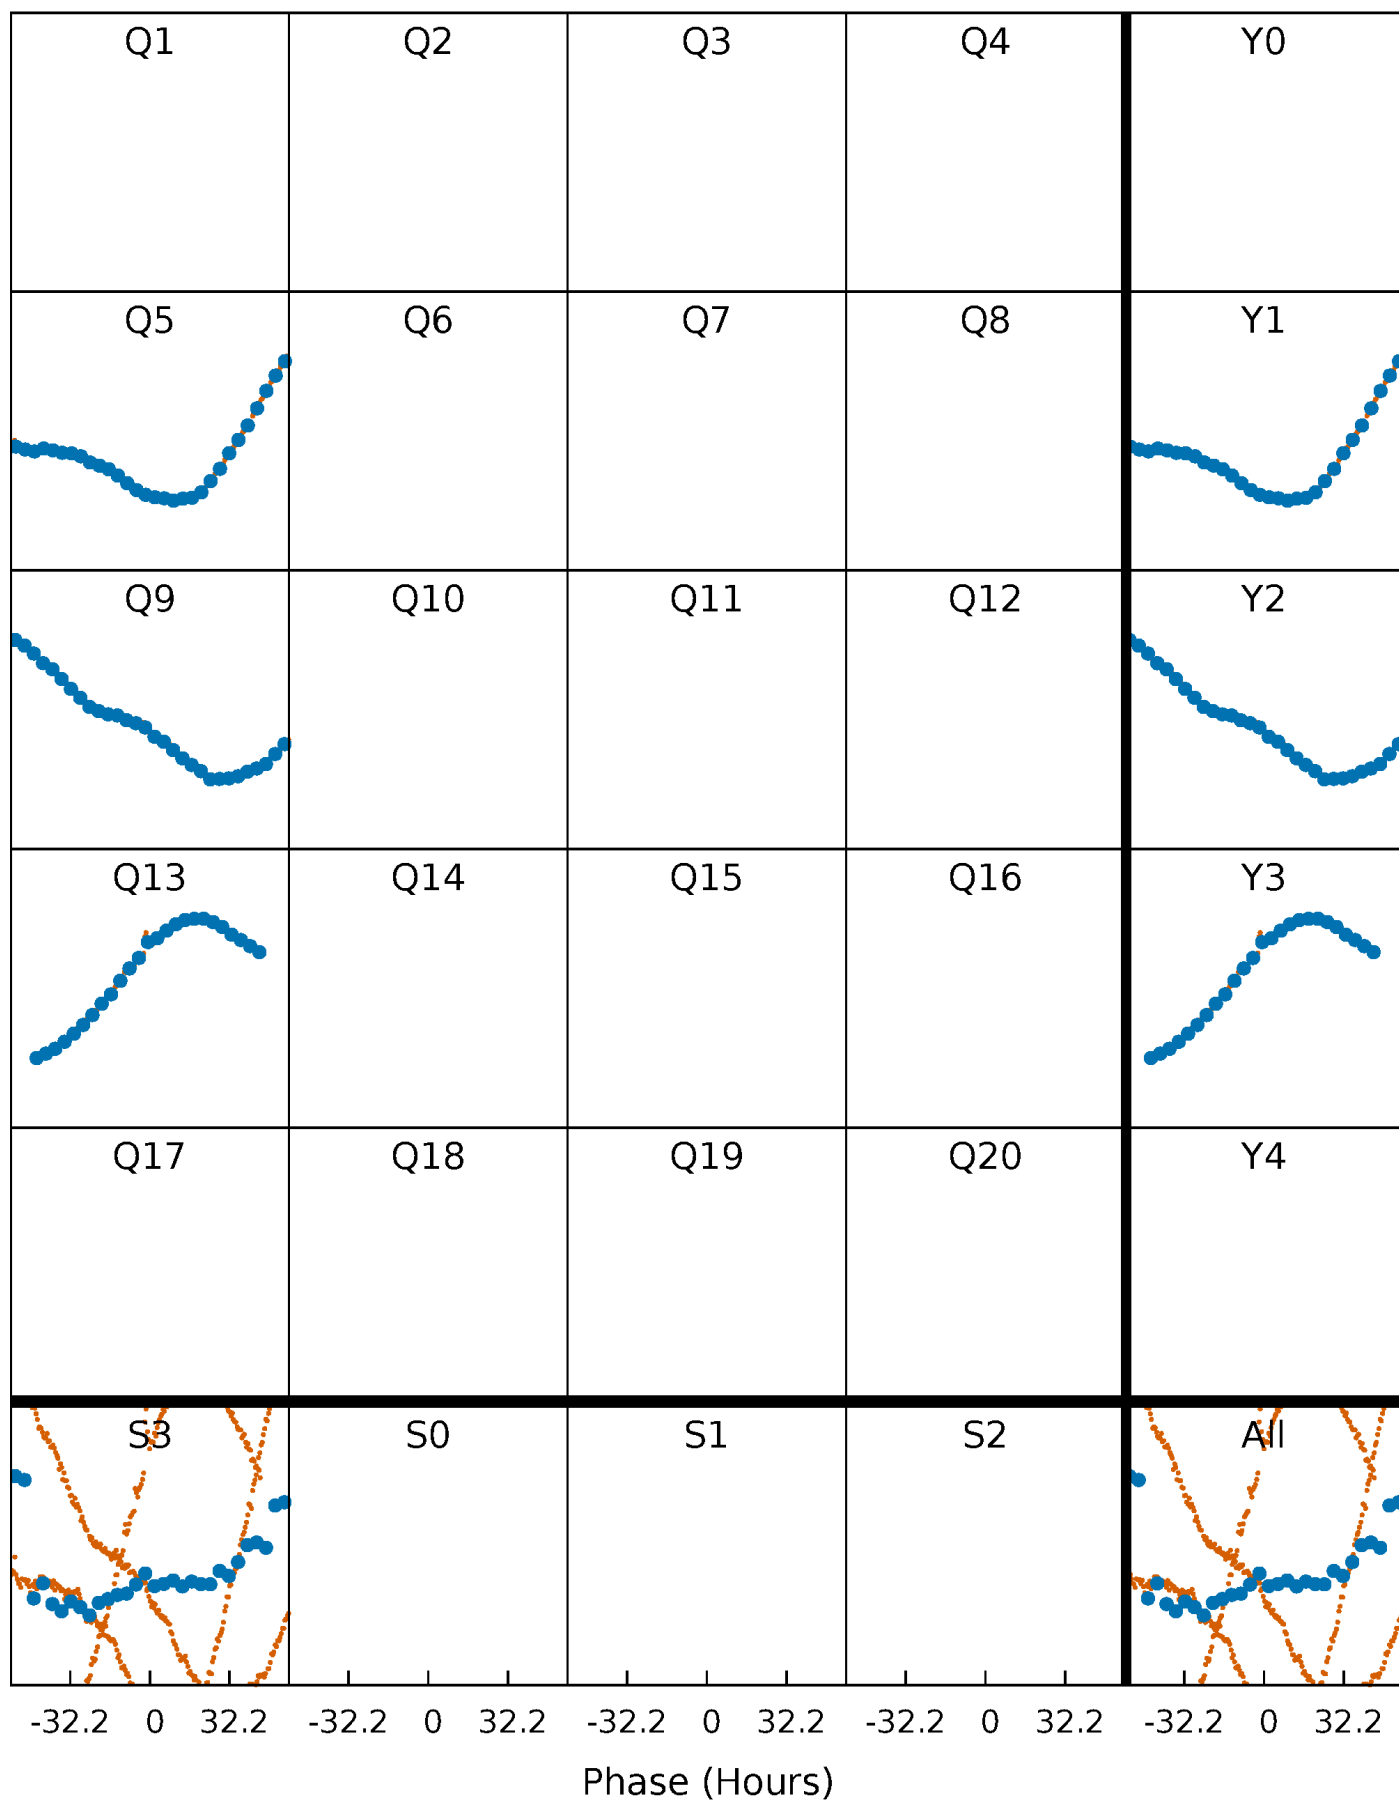 Q1 Q2 Q3 Q4 Y0
Q5 Q6 Q7 Q8 Y1
Q9 Q10 Q11 Q12 Y2
Q13 Q14 Q15 Q16 Y3
Q17 Q18 Q19 Q20 Y4
S3 S0 S1 S2 All
-32.2 0 32.2 -32.2 0 32.2 -32.2 0 32.2 -32.2 0 32.2 -32.2 0 32.2
Phase (Hours)